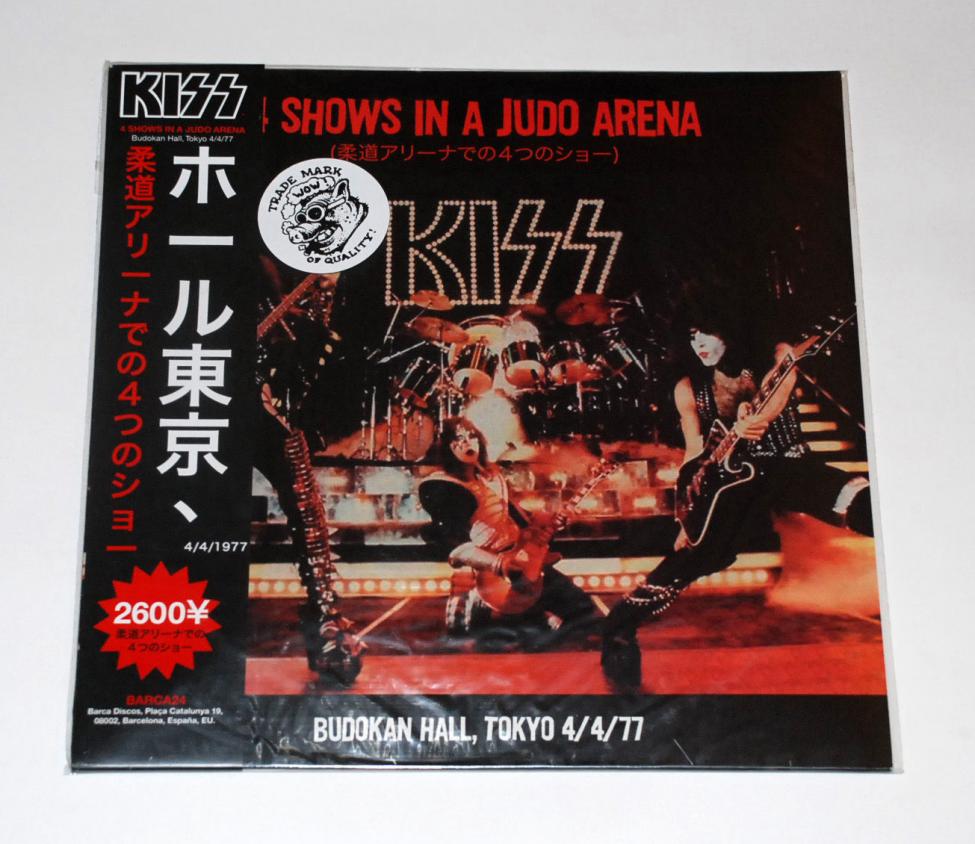 KISS
4 SHOWS IN A JUDO ARENA
Budokan Hall, Tokyo 4/4/77
ホール東京、
柔道アリーナでの4つのショー
4/4/1977
2600¥
柔道アリーナでの
4つのショー
BARCA24
Barca Discos, Plaça Catalunya 19,
08002, Barcelona, España, EU.
SHOWS IN A JUDO ARENA
(柔道アリーナでの4つのショー)
TRADE MARK
WOW!
OF QUALITY!
KISS
BUDOKAN HALL, TOKYO 4/4/77